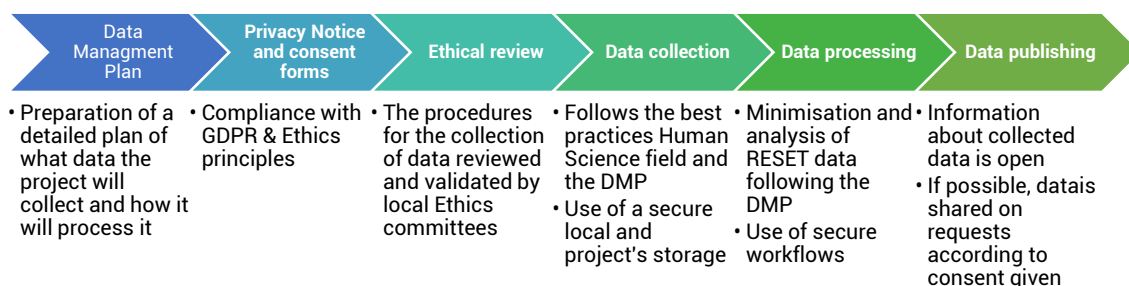 Data
Managment
Plan
Privacy Notice
and consent
forms
Ethical review
Data collection
Data processing
Data publishing
• Preparation of a
detailed plan of
what data the
project will
collect and how it
will process it
• Compliance with
GDPR & Ethics
principles
• The procedures
for the collection
of data reviewed
and validated by
local Ethics
committees
• Follows the best
practices Human
Science field and
the DMP
• Use of a secure
local and
project's storage
• Minimisation and
analysis of
RESET data
following the
DMP
• Use of secure
workflows
• Information
about collected
data is open
• If possible, datais
shared on
requests
according to
consent given